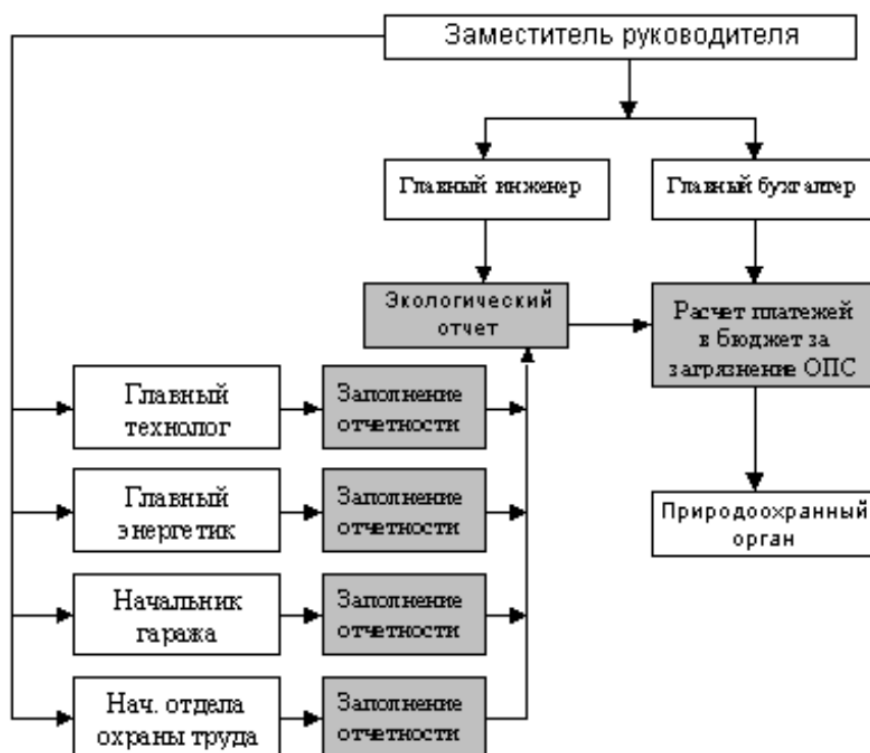 Заместитель руководителя
Главный инженер
Главный бухгалтер
Экологический
отчет
Расчет платежей
в бюджет за
загрязнение ОПС
Главный
технолог
Заполнение
отчетности
Главный
энергетик
Заполнение
отчетности
Природоохранный
орган
Начальник
гаража
Заполнение
отчетности
Нач. отдела
охраны труда
Заполнение
отчетности